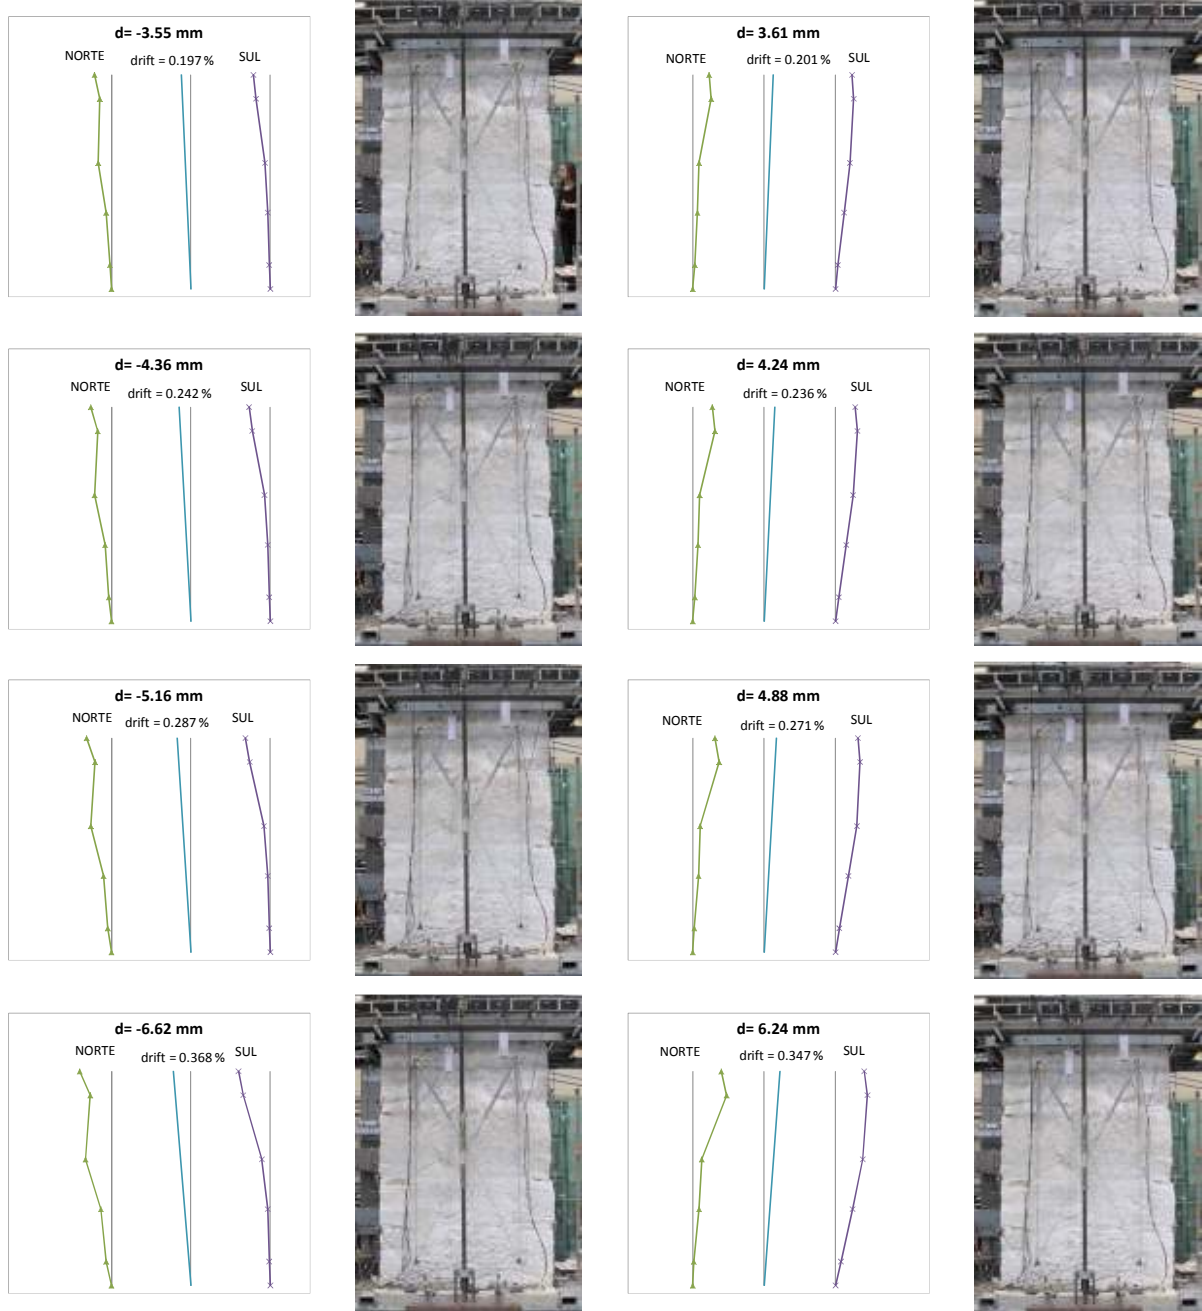 d= -3.55 mm
NORTE drift = 0.197 % SUL
d= 3.61 mm
NORTE drift = 0.201 % SUL
d= -4.36 mm
NORTE drift = 0.242 % SUL
d= 4.24 mm
NORTE drift = 0.236 % SUL
d= -5.16 mm
NORTE drift = 0.287 % SUL
d= 4.88 mm
NORTE drift = 0.271 % SUL
d= -6.62 mm
NORTE drift = 0.368 % SUL
d= 6.24 mm
NORTE drift = 0.347 % SUL